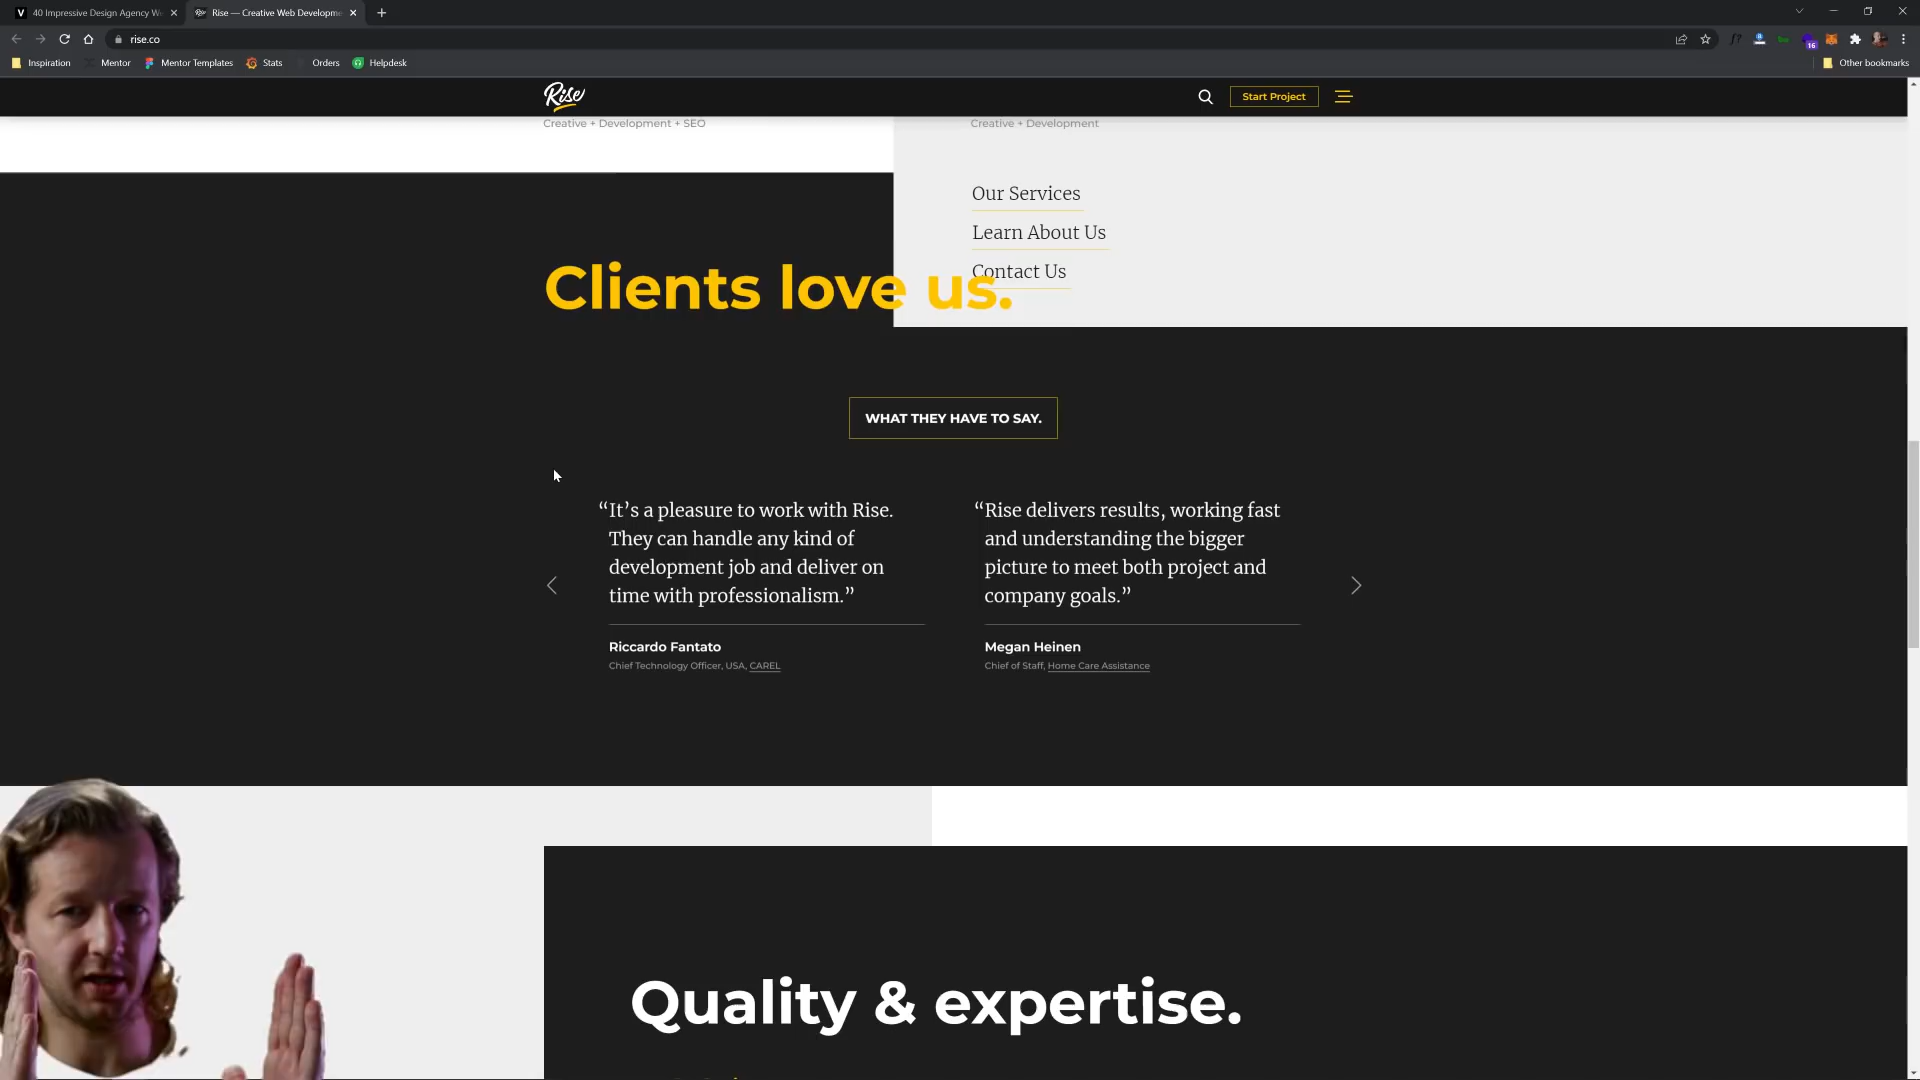 40 Impressive Design Agency W
Rise — Creative Web Developm
rise.co
16
Inspiration
Mentor
Mentor Templates
Stats
Orders
Helpdesk
Other bookmarks
Rise
Start Project
Creative + Development + SEO
Creative + Development
Our Services
Learn About Us
Contact Us
Clients love us.
WHAT THEY HAVE TO SAY.
“It’s a pleasure to work with Rise.
They can handle any kind of
development job and deliver on
time with professionalism.”
Riccardo Fantato
Chief Technology Officer, USA, CAREL
“Rise delivers results, working fast
and understanding the bigger
picture to meet both project and
company goals.”
Megan Heinen
Chief of Staff, Home Care Assistance
Quality & expertise.